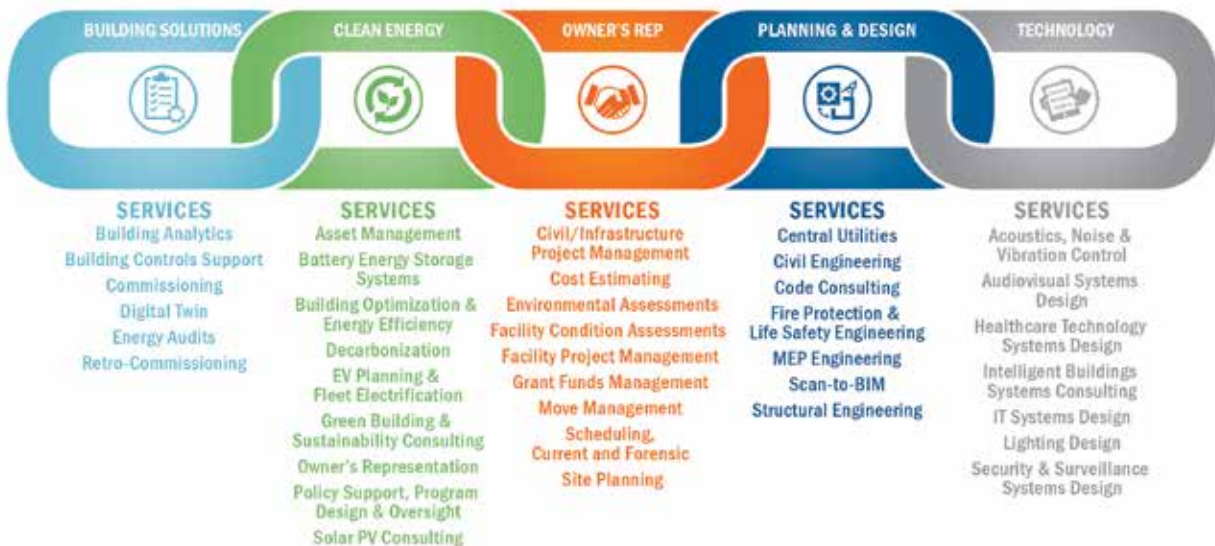 BUILDING SOLUTIONS
CLEAN ENERGY
OWNER'S REP
PLANNING & DESIGN
TECHNOLOGY
SERVICES
Building Analytics
Building Controls Support
Commissioning
Digital Twin
Energy Audits
Retro-Commissioning
SERVICES
Asset Management
Battery Energy Storage
Systems
Building Optimization &
Energy Efficiency
Decarbonization
EV Planning &
Fleet Electrification
Green Building &
Sustainability Consulting
Owner's Representation
Policy Support, Program
Design & Oversight
Solar PV Consulting
SERVICES
Civil/Infrastructure
Project Management
Cost Estimating
Environmental Assessments
Facility Condition Assessments
Facility Project Management
Grant Funds Management
Move Management
Scheduling,
Current and Forensic
Site Planning
SERVICES
Central Utilities
Civil Engineering
Code Consulting
Fire Protection &
Life Safety Engineering
MEP Engineering
Scan-to-BIM
Structural Engineering
SERVICES
Acoustics, Noise &
Vibration Control
Audiovisual Systems
Design
Healthcare Technology
Systems Design
Intelligent Buildings
Systems Consulting
IT Systems Design
Lighting Design
Security & Surveillance
Systems Design